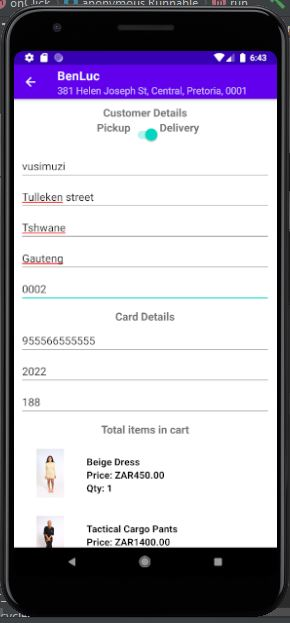 onClick
anonymous Runnable
run
6:43
BenLuc
381 Helen Joseph St, Central, Pretoria, 0001
Customer Details
Pickup Delivery
vusimuzi
Tulleken street
Tshwane
Gauteng
0002
Card Details
955566555555
2022
188
Total items in cart
Beige Dress
Price: ZAR450.00
Qty: 1
Tactical Cargo Pants
Price: ZAR1400.00